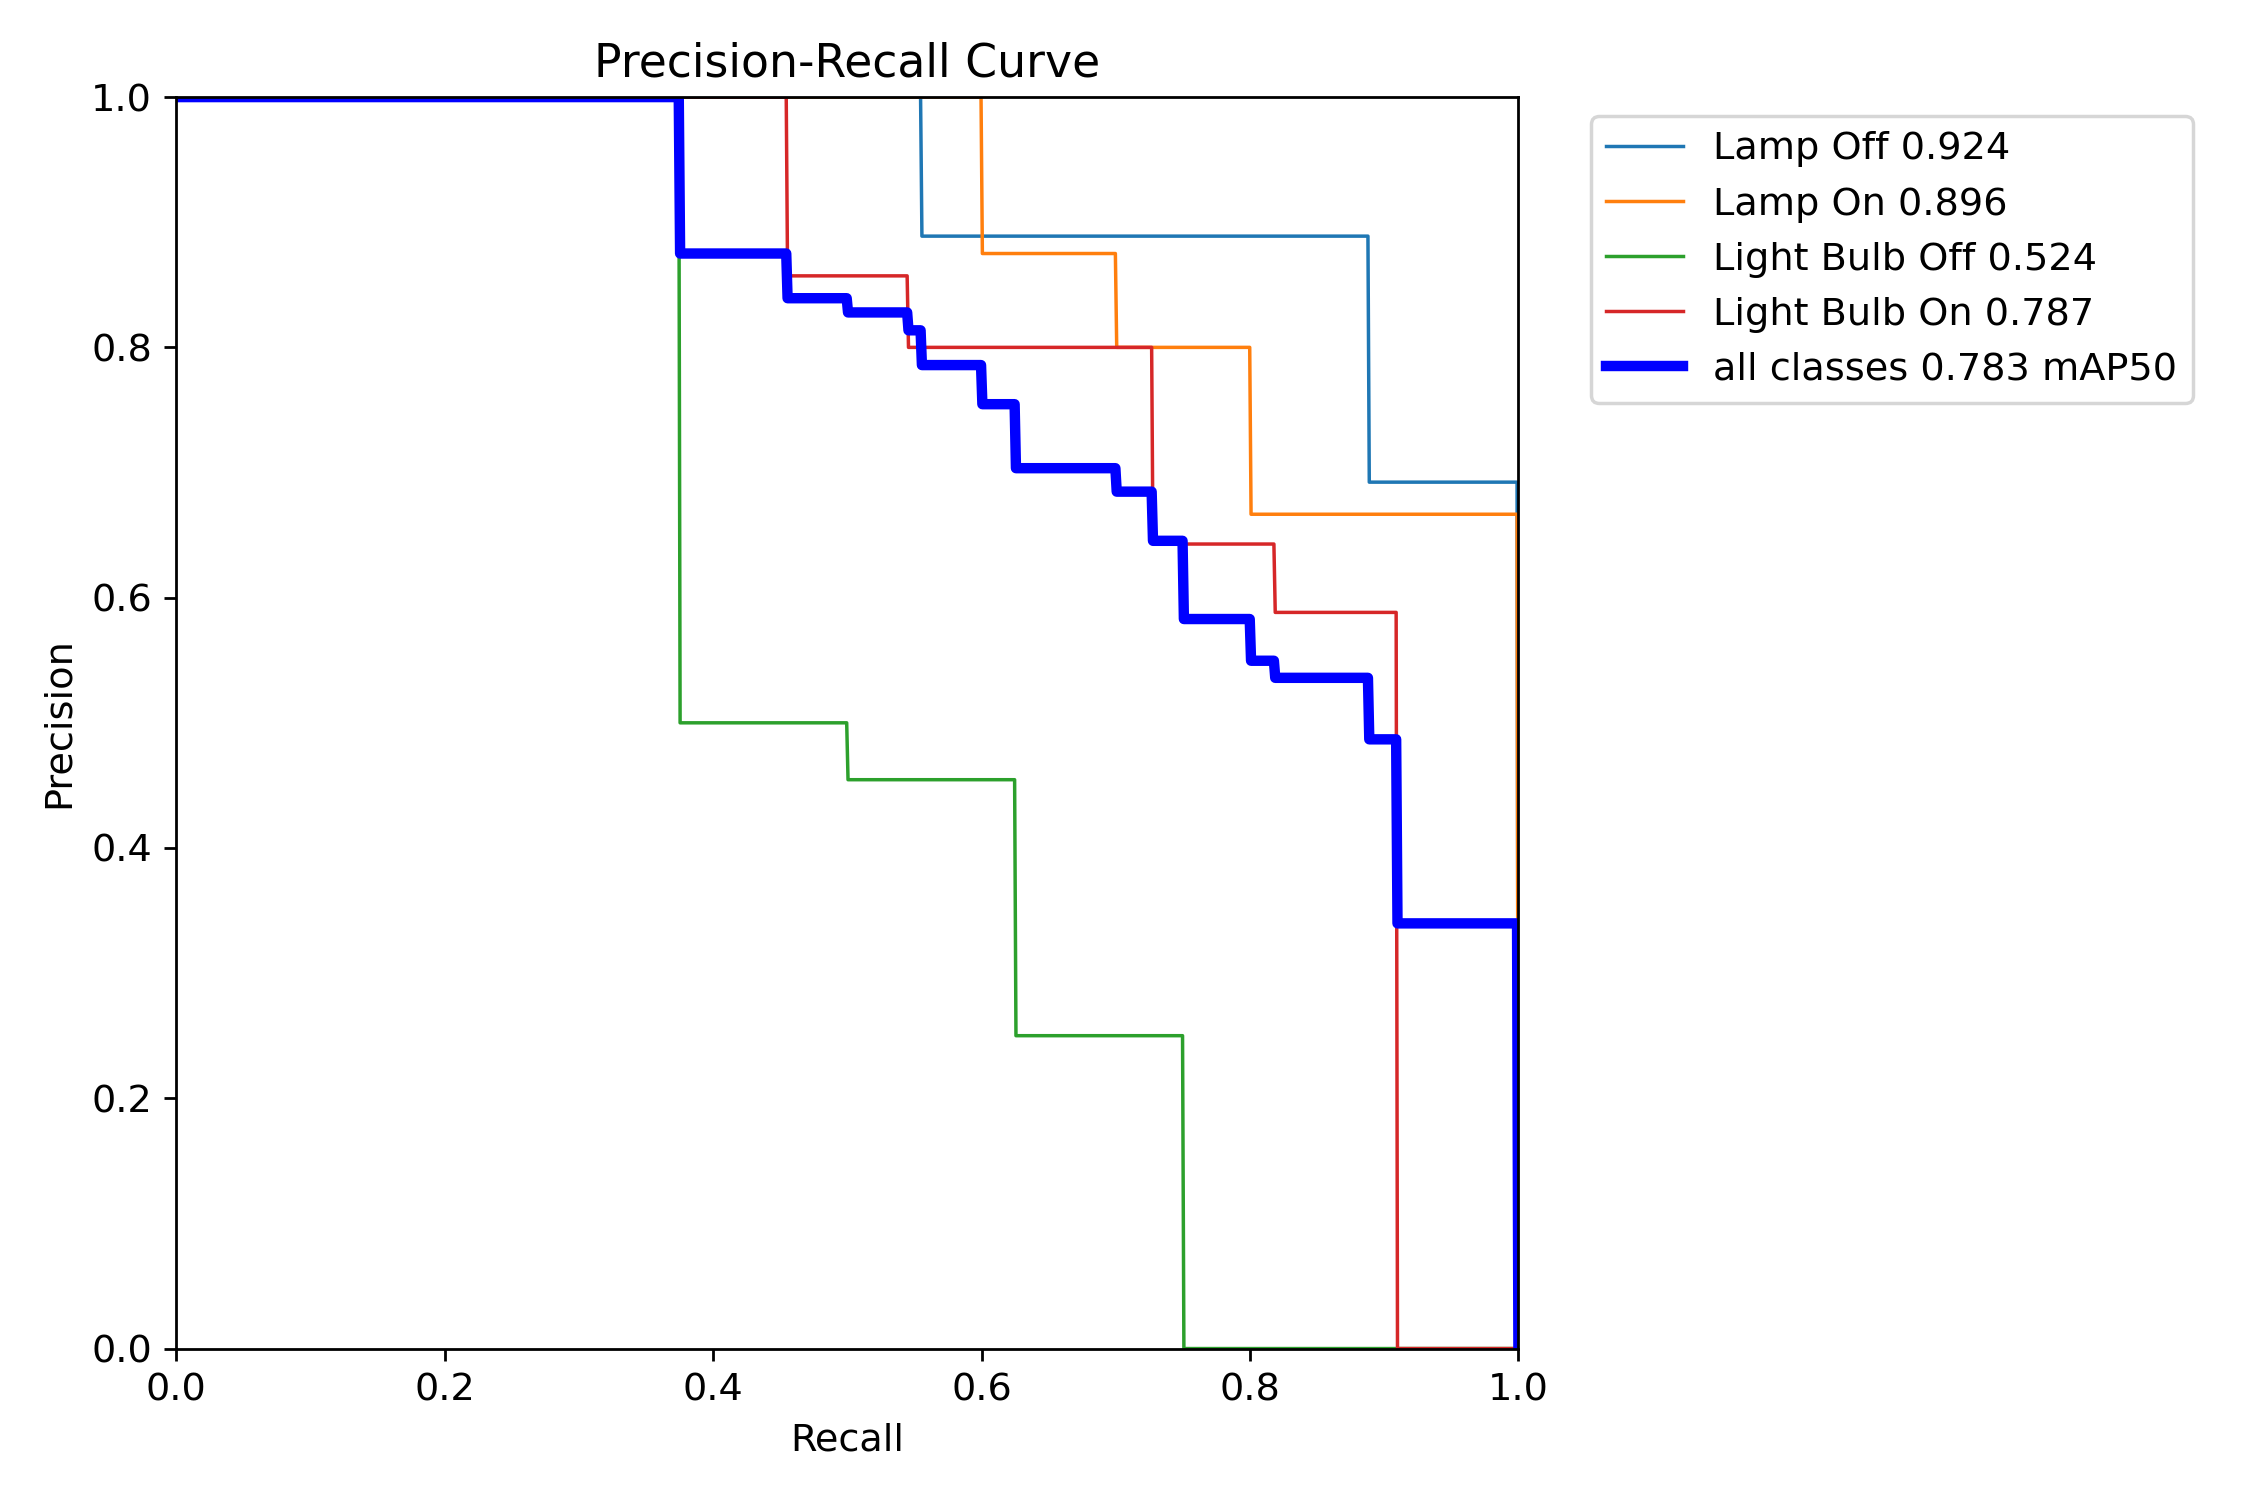 Precision-Recall Curve
1.0
0.8
0.6
0.4
0.2
0.0
Precision
0.0 0.2 0.4 0.6 0.8 1.0
Recall
Lamp Off 0.924
Lamp On 0.896
Light Bulb Off 0.524
Light Bulb On 0.787
all classes 0.783 mAP50